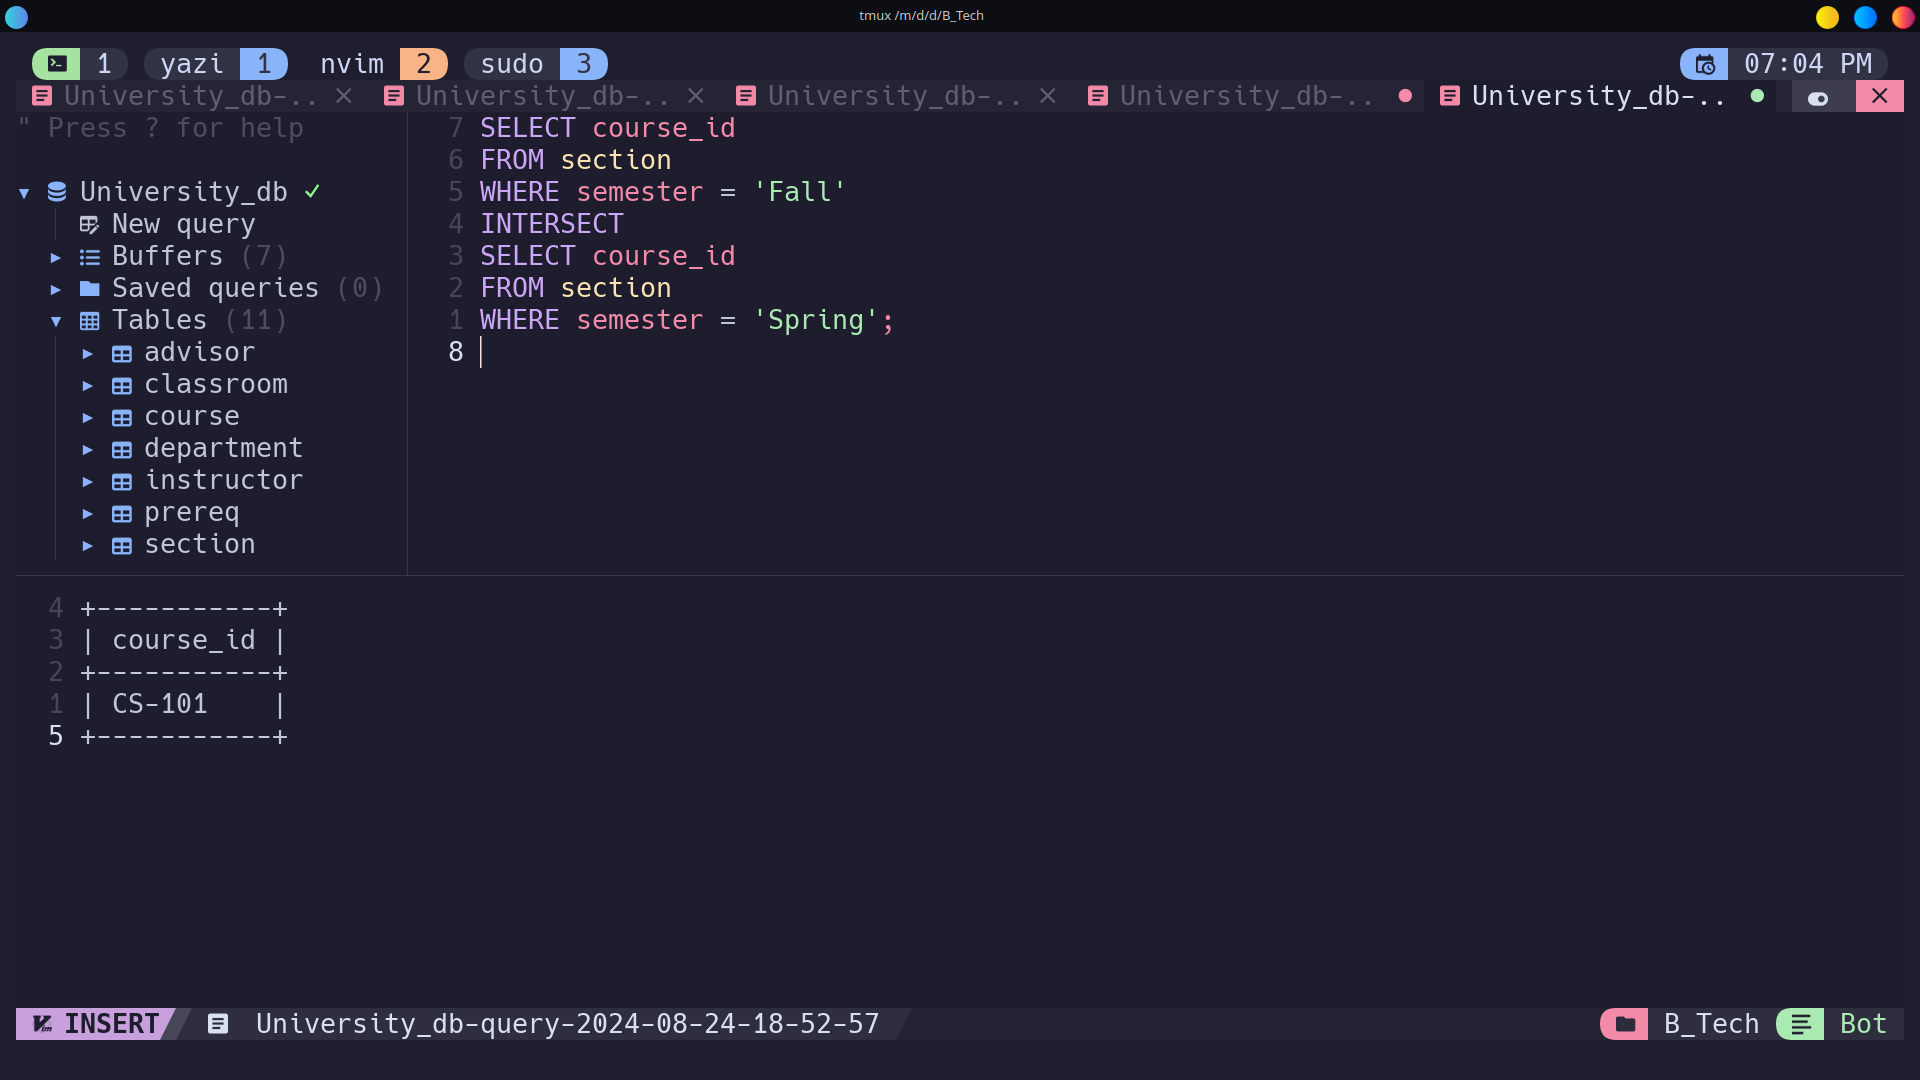 tmux /m/d/d/B_Tech
1 yazi 1 nvim 2 sudo 3 07:04 PM
University_db-.. University_db-.. University_db-.. University_db-.. University_db-..
" Press ? for help
University_db
New query
Buffers (7)
Saved queries (0)
Tables (11)
advisor
classroom
course
department
instructor
prereq
section
7 SELECT course_id
6 FROM section
5 WHERE semester = 'Fall'
4 INTERSECT
3 SELECT course_id
2 FROM section
1 WHERE semester = 'Spring';
8
4 +-----------+
3 | course_id |
2 +-----------+
1 | CS-101    |
5 +-----------+
INSERT University_db-query-2024-08-24-18-52-57 B_Tech Bot